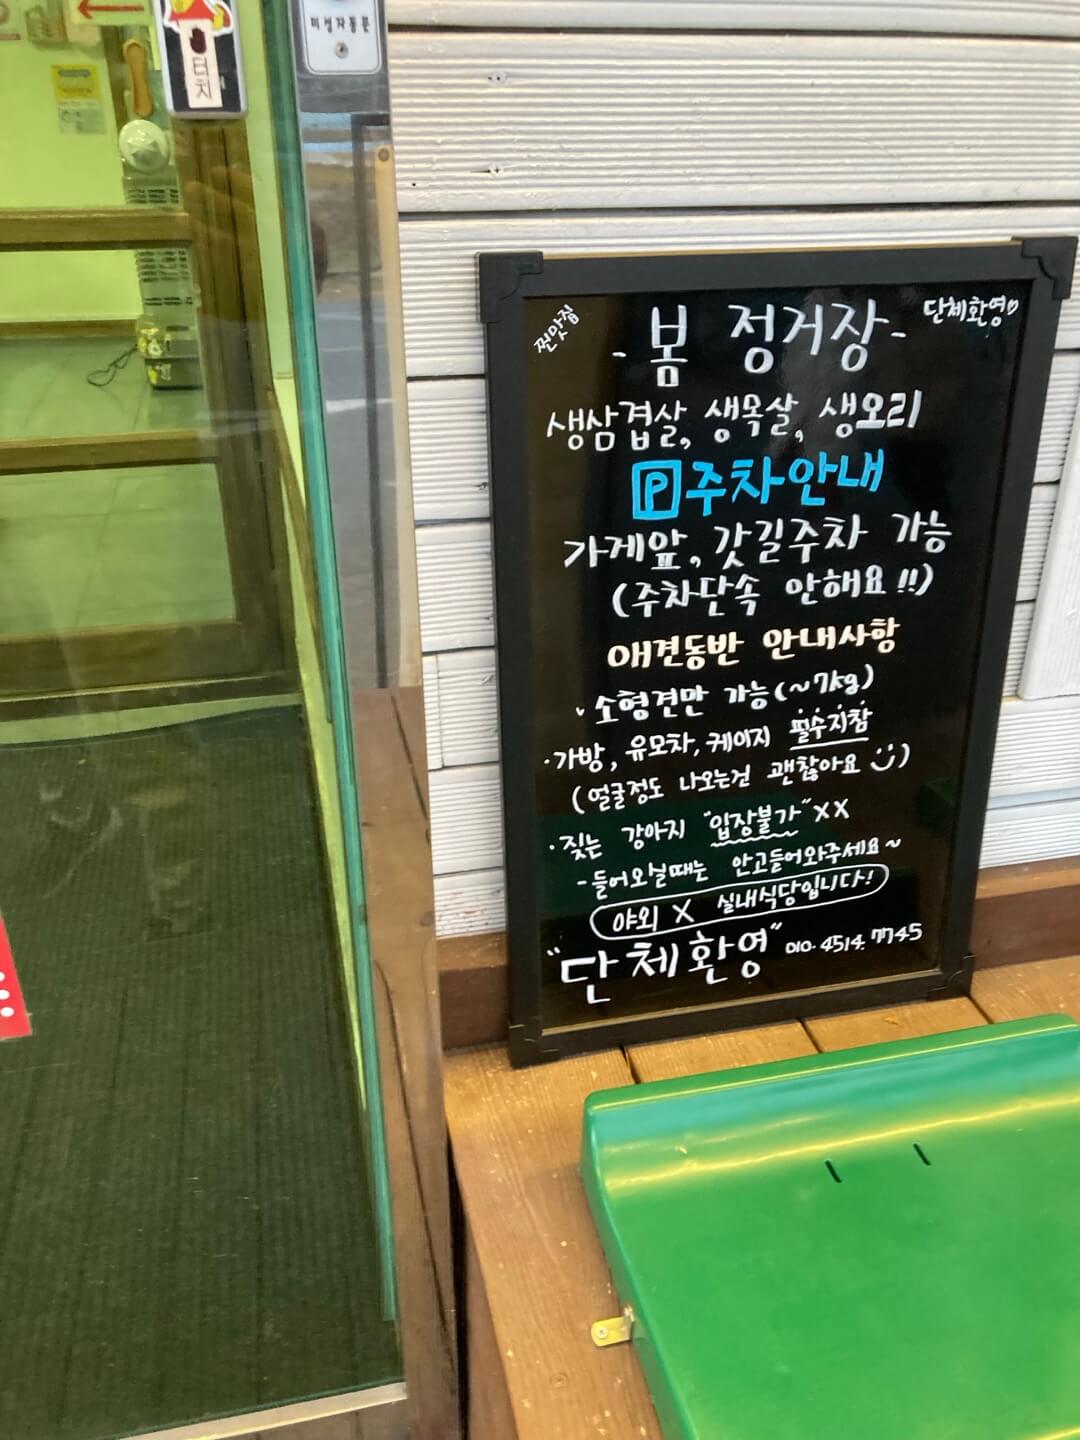 미성자동문
찐맛집
단체환영♡
- 봄 정거장 -
생삼겹살, 생목살, 생오리
P 주차안내
가게앞, 갓길주차 가능
(주차단속 안해요!!)
애견동반 안내사항
· 소형견만 가능(~7kg)
· 가방, 유모차, 케이지 필수지참
(얼굴정도 나오는건 괜찮아요)
· 짖는 강아지 "입장불가" XX
- 들어오실때는 안고들어와주세요~
야외 X 실내식당입니다!
"단체환영" 010.4514.7745